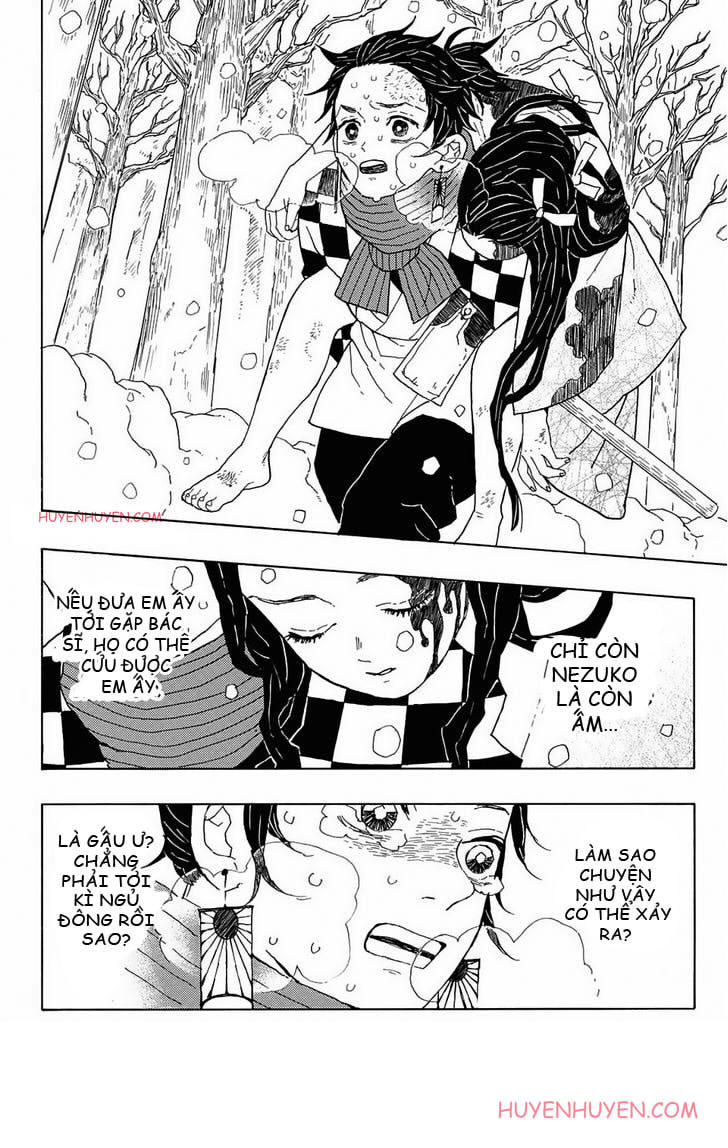 HUYENHUYEN.COM
CHỈ CÒN
NEZUKO
LÀ CÒN
ẤM...
NẾU ĐƯA EM ẤY
TỚI GẶP BÁC
SĨ, HỌ CÓ THỂ
CỨU ĐƯỢC
EM ẤY.
LÀM SAO
CHUYỆN
NHƯ VẬY
CÓ THỂ XẢY
RA?
LÀ GẤU Ư?
CHẲNG
PHẢI TỚI
KÌ NGỦ
ĐÔNG RỒI
SAO?
HUYENHUYEN.COM